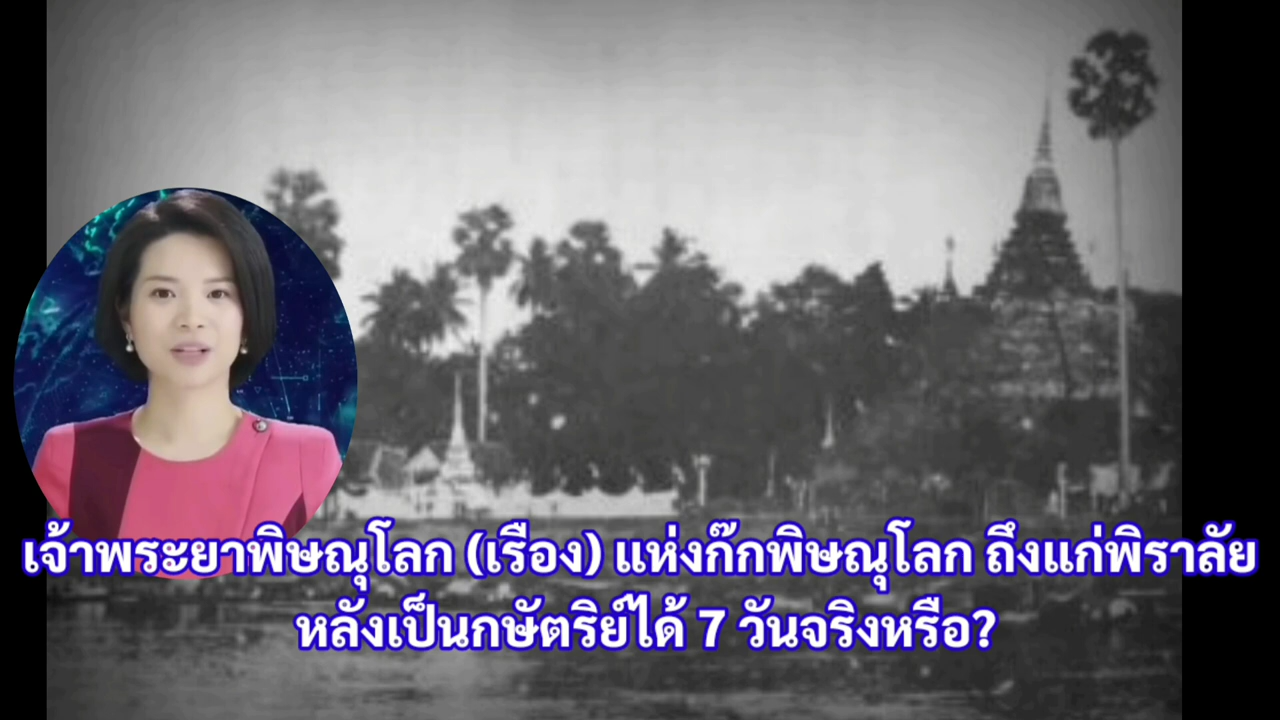 เจ้าพระยาพิษณุโลก (เรือง) แห่งก๊กพิษณุโลก ถึงแก่พิราลัย
หลังเป็นกษัตริย์ได้ 7 วันจริงหรือ?